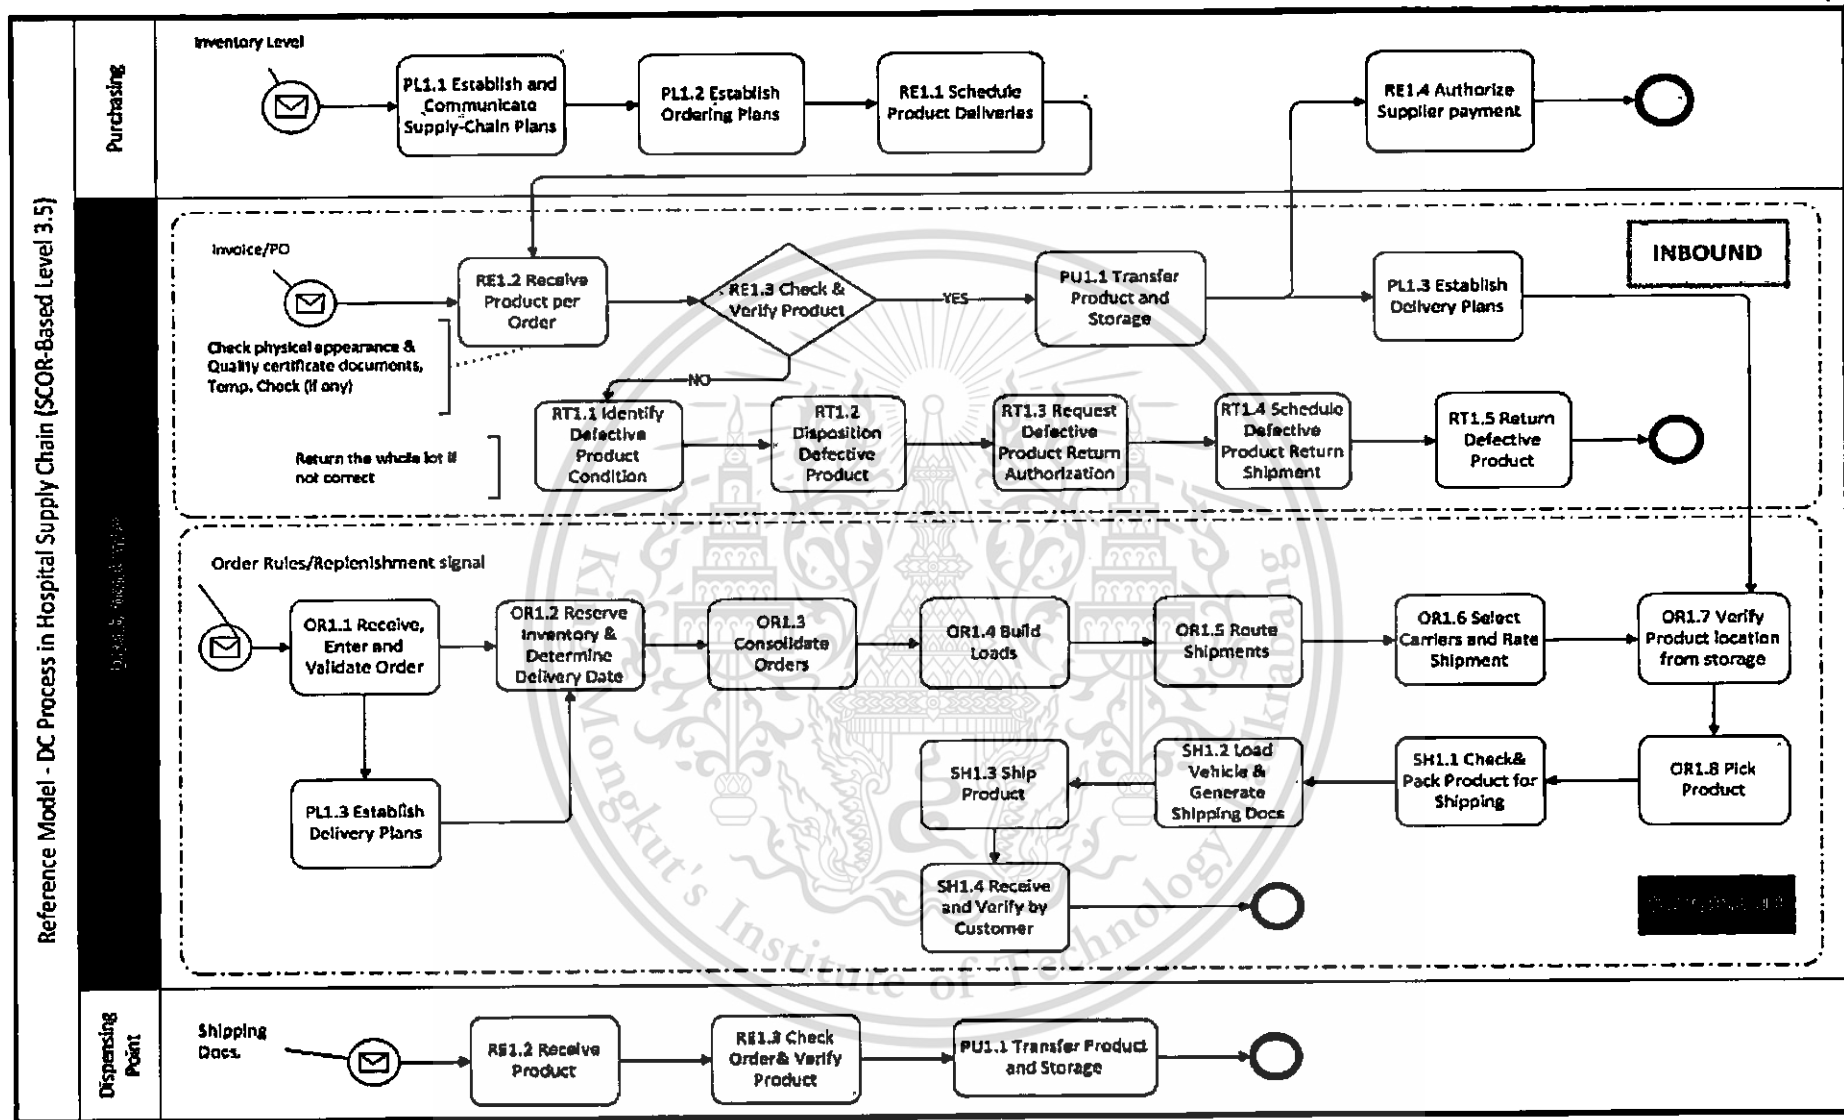 Reference Model - DC Process in Hospital Supply Chain (SCOR-Based Level 3.5)
Purchasing
Inventory Level
PL1.1 Establish and
Communicate
Supply-Chain Plans
PL1.2 Establish
Ordering Plans
RE1.1 Schedule
Product Deliveries
RE1.4 Authorize
Supplier payment
INBOUND
Invoice/PO
RE1.2 Receive
Product per
Order
RE1.3 Check &
Verify Product
YES
PU1.1 Transfer
Product and
Storage
PL1.3 Establish
Delivery Plans
Check physical appearance &
Quality certificate documents,
Temp. Check (if any)
NO
Return the whole lot if
not correct
RT1.1 Identify
Defective
Product
Condition
RT1.2
Disposition
Defective
Product
RT1.3 Request
Defective
Product Return
Authorization
RT1.4 Schedule
Defective
Product Return
Shipment
RT1.5 Return
Defective
Product
Order Rules/Replenishment signal
OR1.1 Receive,
Enter and
Validate Order
OR1.2 Reserve
Inventory &
Determine
Delivery Date
OR1.3
Consolidate
Orders
OR1.4 Build
Loads
OR1.5 Route
Shipments
OR1.6 Select
Carriers and Rate
Shipment
OR1.7 Verify
Product location
from storage
PL1.3 Establish
Delivery Plans
SH1.3 Ship
Product
SH1.2 Load
Vehicle &
Generate
Shipping Docs
SH1.1 Check&
Pack Product for
Shipping
OR1.8 Pick
Product
SH1.4 Receive
and Verify by
Customer
Dispensing
Point
Shipping
Docs.
RE1.2 Receive
Product
RE1.3 Check
Order& Verify
Product
PU1.1 Transfer Product
and Storage
King Mongkut's Institute of Technology Ladkrabang